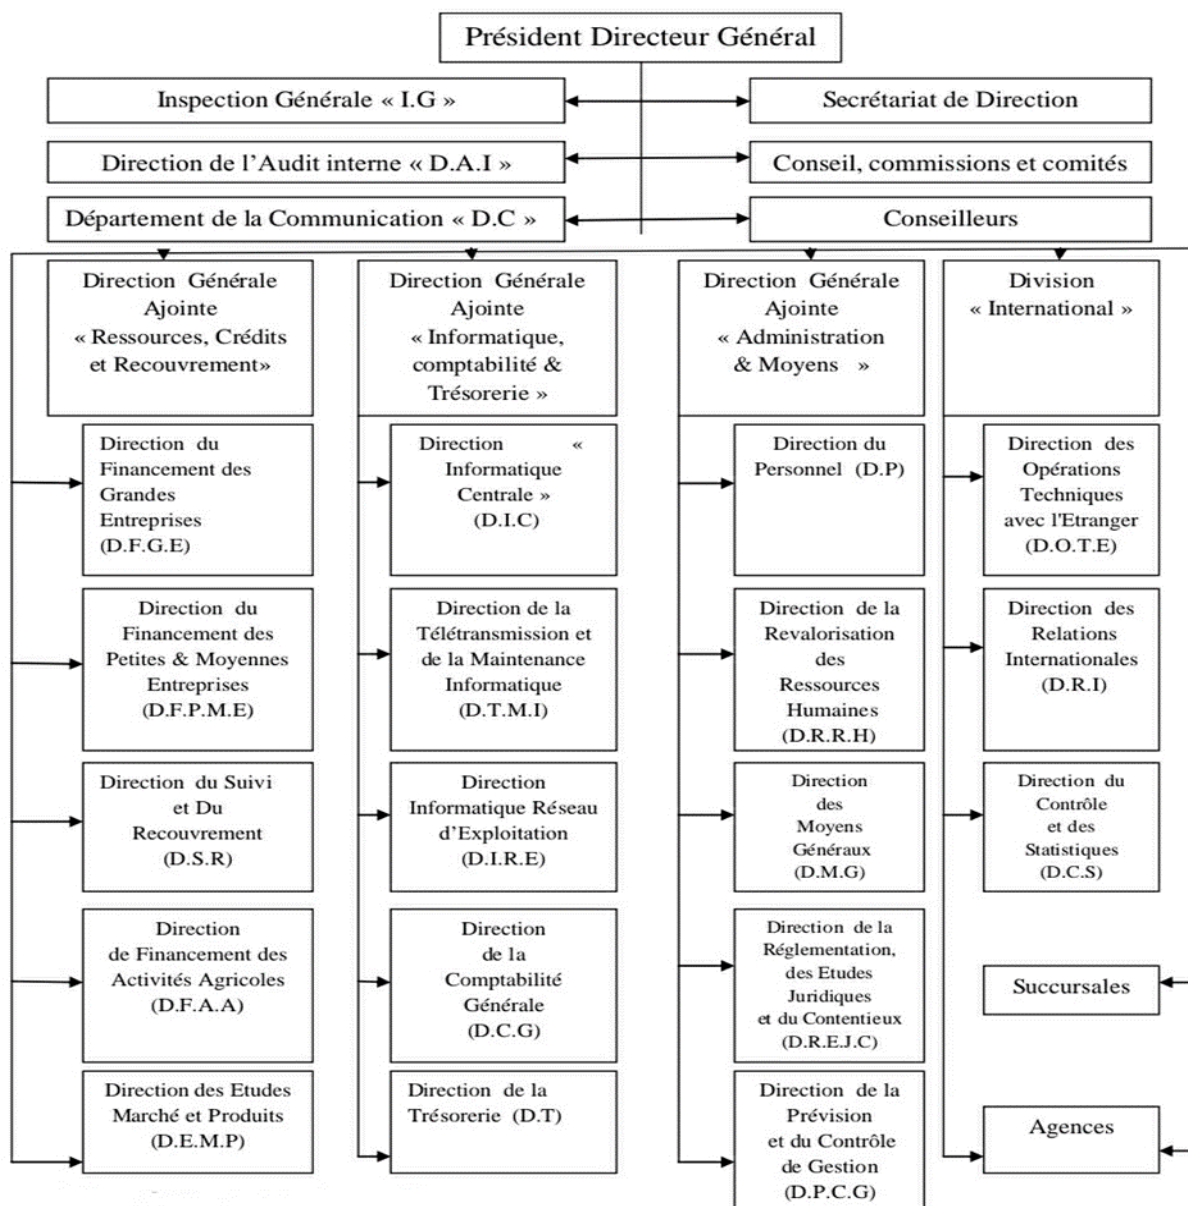 Président Directeur Général
Inspection Générale « I.G »
Secrétariat de Direction
Direction de l'Audit interne « D.A.I »
Conseil, commissions et comités
Département de la Communication « D.C »
Conseilleurs
Direction Générale
Ajointe
« Ressources, Crédits
et Recouvrement»
Direction Générale
Ajointe
« Informatique,
comptabilité &
Trésorerie »
Direction Générale
Ajointe
« Administration
& Moyens »
Division
« International »
Direction du
Financement des
Grandes
Entreprises
(D.F.G.E)
Direction «
Informatique
Centrale »
(D.I.C)
Direction du
Personnel (D.P)
Direction des
Opérations
Techniques
avec l'Etranger
(D.O.T.E)
Direction du
Financement des
Petites & Moyennes
Entreprises
(D.F.P.M.E)
Direction de la
Télétransmission et
de la Maintenance
Informatique
(D.T.M.I)
Direction de la
Revalorisation
des
Ressources
Humaines
(D.R.R.H)
Direction des
Relations
Internationales
(D.R.I)
Direction du Suivi
et Du
Recouvrement
(D.S.R)
Direction
Informatique Réseau
d'Exploitation
(D.I.R.E)
Direction
des
Moyens
Généraux
(D.M.G)
Direction du
Contrôle
et des
Statistiques
(D.C.S)
Direction
de Financement des
Activités Agricoles
(D.F.A.A)
Direction
de la
Comptabilité
Générale
(D.C.G)
Direction de la
Réglementation,
des Etudes
Juridiques
et du Contentieux
(D.R.E.J.C)
Succursales
Direction des Etudes
Marché et Produits
(D.E.M.P)
Direction de la
Trésorerie (D.T)
Direction de la
Prévision
et du Contrôle
de Gestion
(D.P.C.G)
Agences